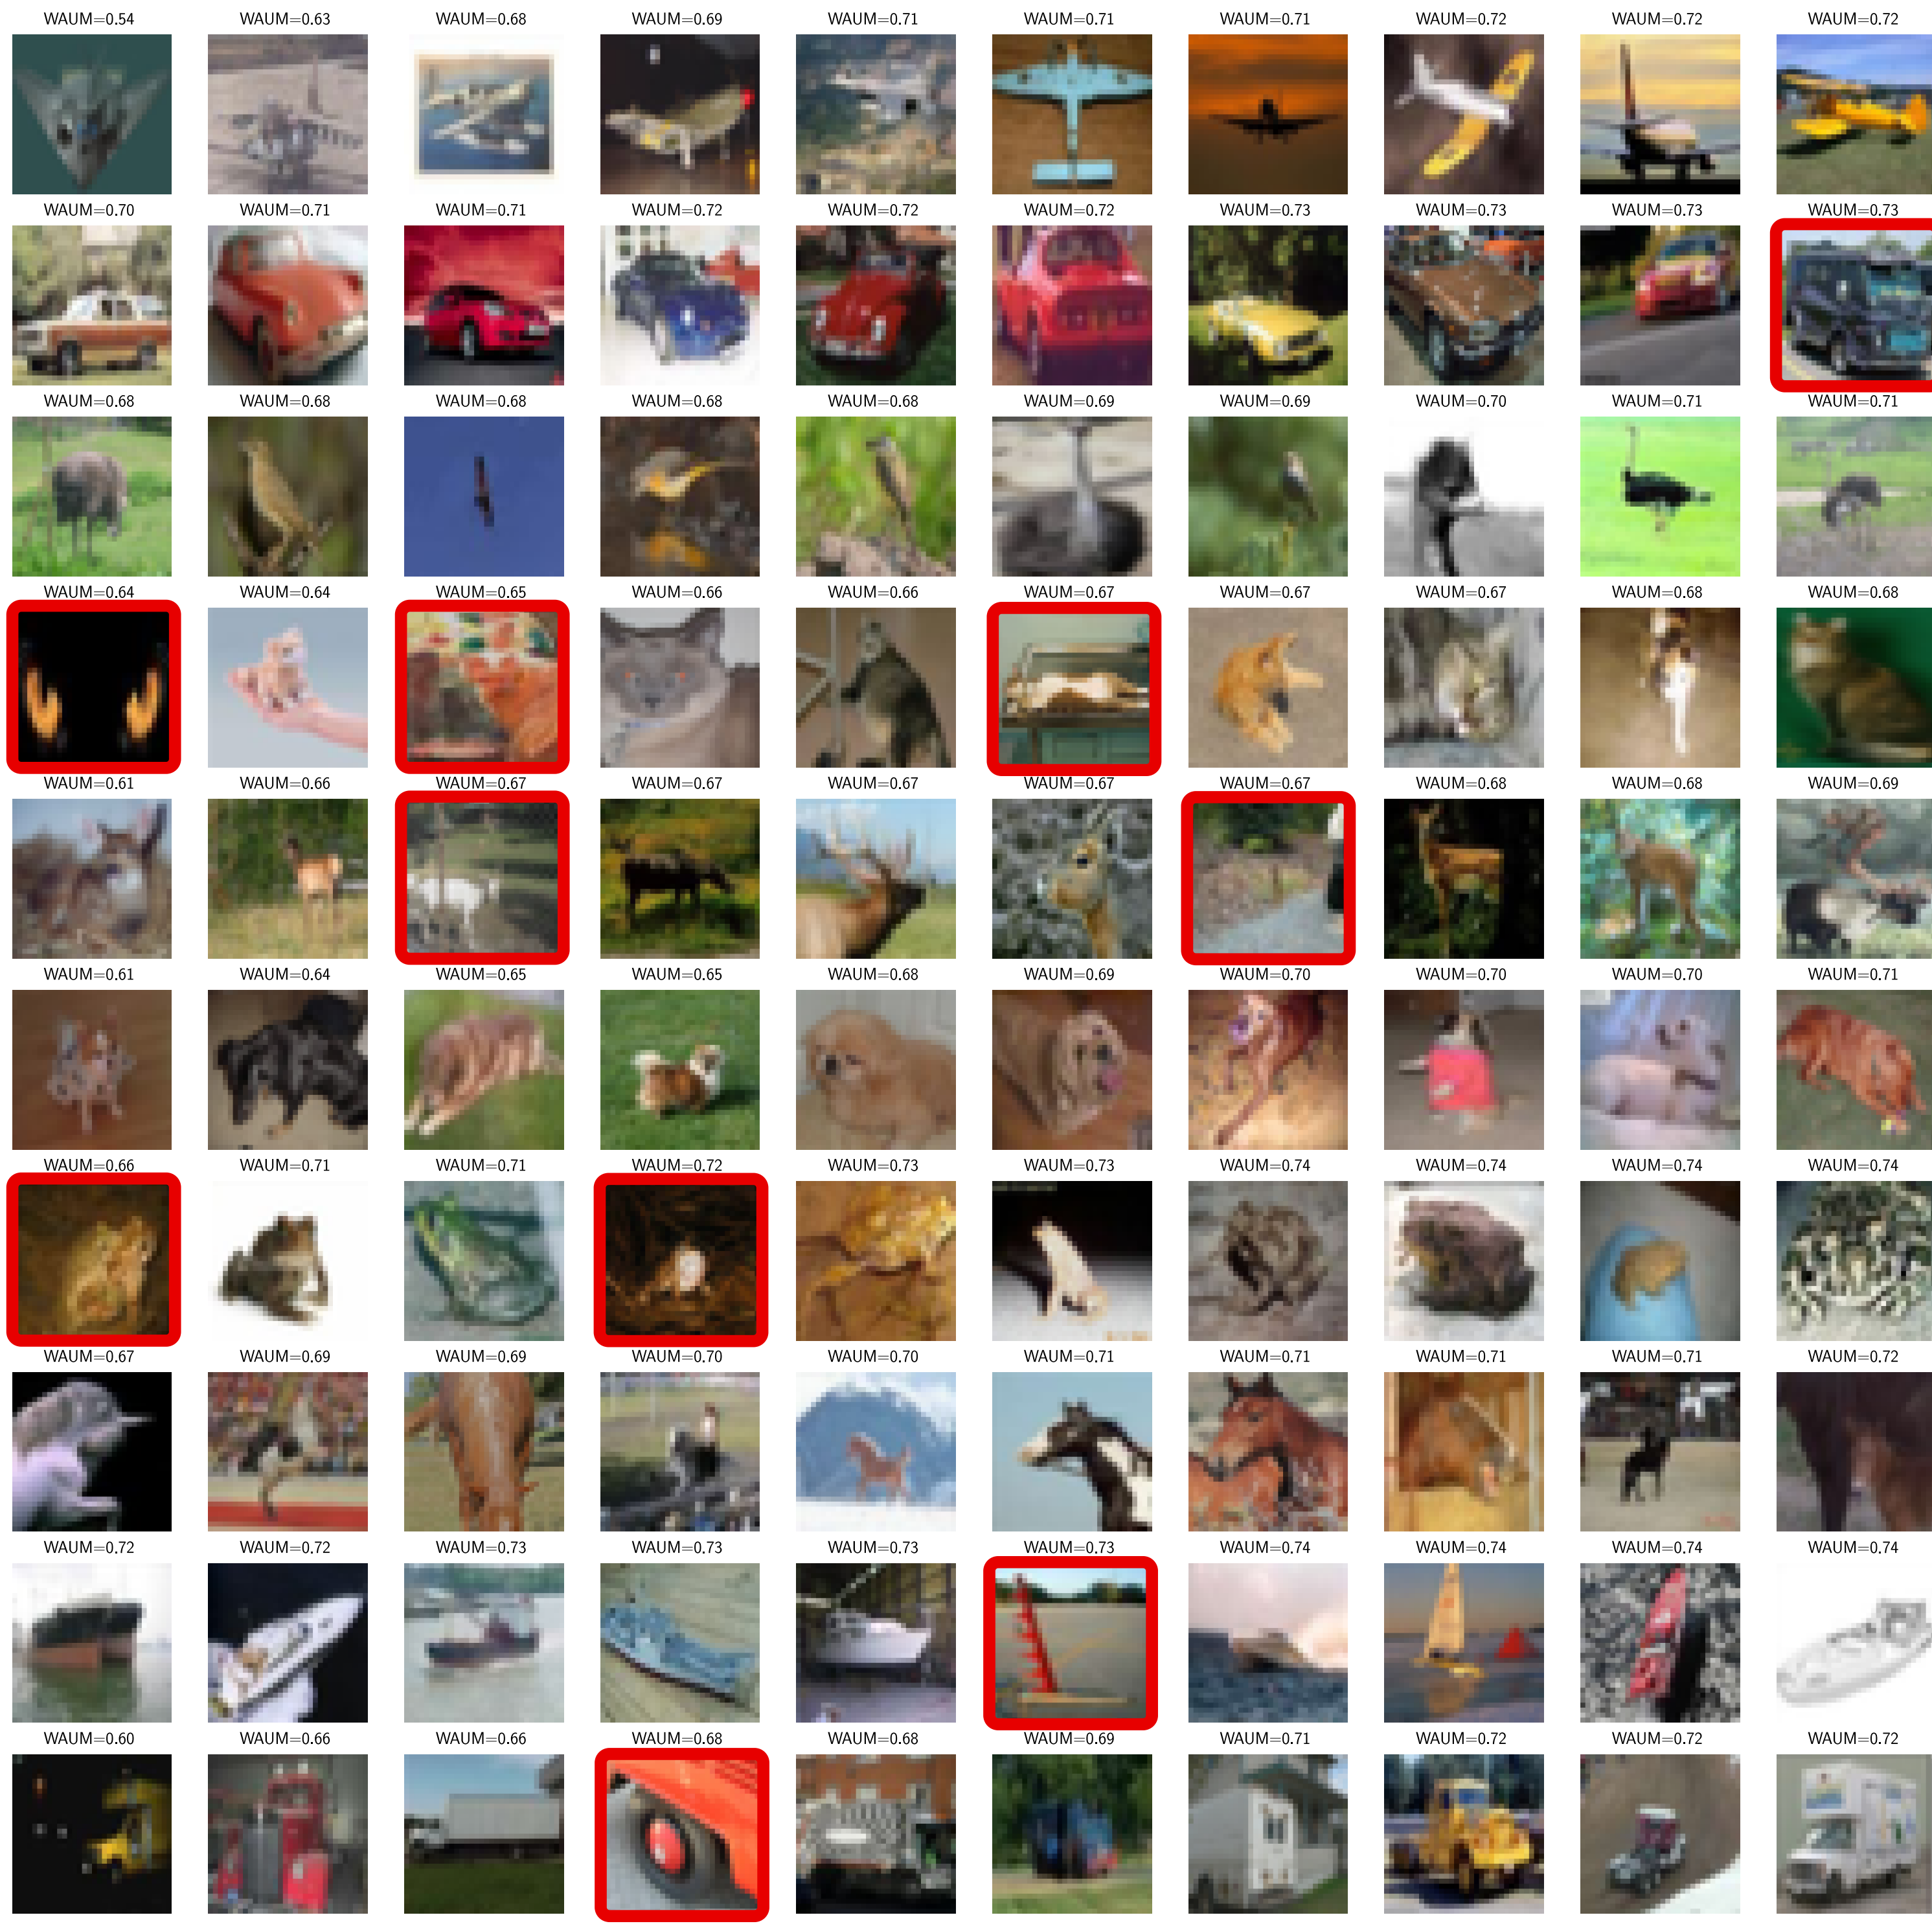 WAUM=0.54 WAUM=0.63 WAUM=0.68 WAUM=0.69 WAUM=0.71 WAUM=0.71 WAUM=0.71 WAUM=0.72 WAUM=0.72 WAUM=0.72
WAUM=0.70 WAUM=0.71 WAUM=0.71 WAUM=0.72 WAUM=0.72 WAUM=0.72 WAUM=0.73 WAUM=0.73 WAUM=0.73 WAUM=0.73
WAUM=0.68 WAUM=0.68 WAUM=0.68 WAUM=0.68 WAUM=0.68 WAUM=0.69 WAUM=0.69 WAUM=0.70 WAUM=0.71 WAUM=0.71
WAUM=0.64 WAUM=0.64 WAUM=0.65 WAUM=0.66 WAUM=0.66 WAUM=0.67 WAUM=0.67 WAUM=0.67 WAUM=0.68 WAUM=0.68
WAUM=0.61 WAUM=0.66 WAUM=0.67 WAUM=0.67 WAUM=0.67 WAUM=0.67 WAUM=0.67 WAUM=0.68 WAUM=0.68 WAUM=0.69
WAUM=0.61 WAUM=0.64 WAUM=0.65 WAUM=0.65 WAUM=0.68 WAUM=0.69 WAUM=0.70 WAUM=0.70 WAUM=0.70 WAUM=0.71
WAUM=0.66 WAUM=0.71 WAUM=0.71 WAUM=0.72 WAUM=0.73 WAUM=0.73 WAUM=0.74 WAUM=0.74 WAUM=0.74 WAUM=0.74
WAUM=0.67 WAUM=0.69 WAUM=0.69 WAUM=0.70 WAUM=0.70 WAUM=0.71 WAUM=0.71 WAUM=0.71 WAUM=0.71 WAUM=0.72
WAUM=0.72 WAUM=0.72 WAUM=0.73 WAUM=0.73 WAUM=0.73 WAUM=0.73 WAUM=0.74 WAUM=0.74 WAUM=0.74 WAUM=0.74
WAUM=0.60 WAUM=0.66 WAUM=0.66 WAUM=0.68 WAUM=0.68 WAUM=0.69 WAUM=0.71 WAUM=0.72 WAUM=0.72 WAUM=0.72